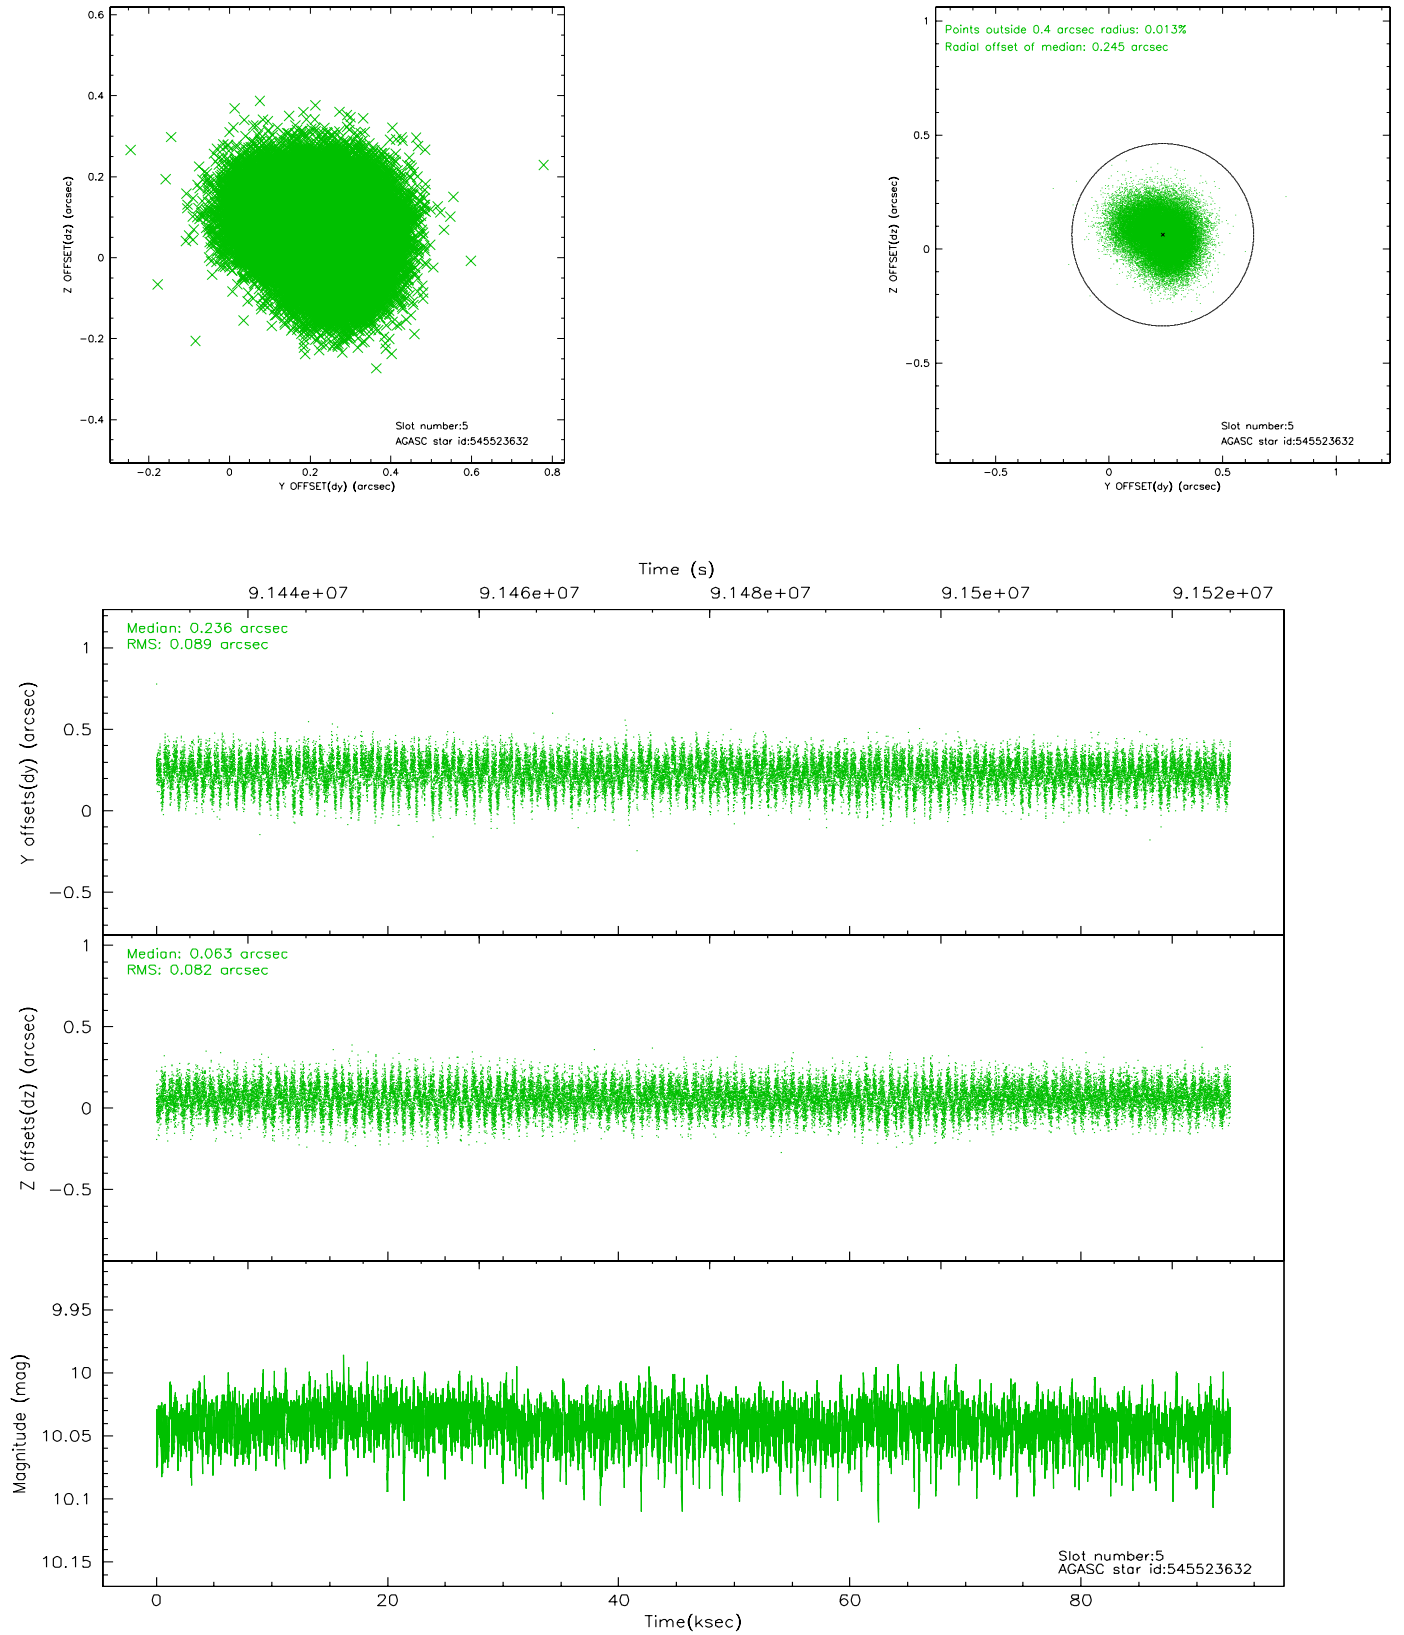 0.6
0.4
0.2
0
−0.2
−0.4
Z OFFSET(dz) (arcsec)
−0.2 0 0.2 0.4 0.6 0.8
Y OFFSET(dy) (arcsec)
Slot number:5
AGASC star id:545523632
Points outside 0.4 arcsec radius: 0.013%
Radial offset of median: 0.245 arcsec
1
0.5
0
−0.5
Z OFFSET(dz) (arcsec)
−0.5 0 0.5 1
Y OFFSET(dy) (arcsec)
Slot number:5
AGASC star id:545523632
Time (s)
9.144e+07 9.146e+07 9.148e+07 9.15e+07 9.152e+07
Median: 0.236 arcsec
RMS: 0.089 arcsec
1
0.5
0
−0.5
Y offsets(dy) (arcsec)
Median: 0.063 arcsec
RMS: 0.082 arcsec
1
0.5
0
−0.5
Z offsets(dz) (arcsec)
9.95
10
10.05
10.1
10.15
Magnitude (mag)
Slot number:5
AGASC star id:545523632
0 20 40 60 80
Time(ksec)